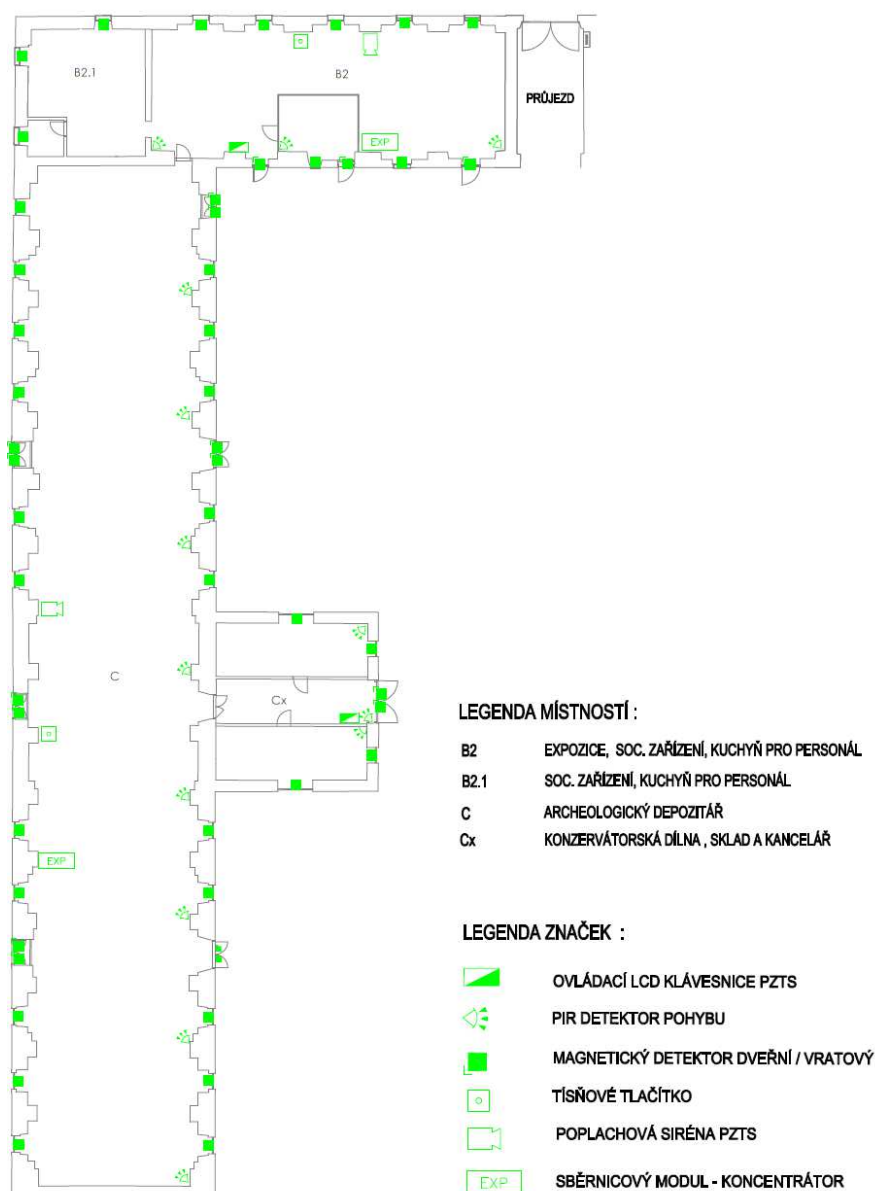 B2.1
B2
PRŮJEZD
EXP
C
Cx
EXP
LEGENDA MÍSTNOSTÍ :
B2 EXPOZICE, SOC. ZAŘÍZENÍ, KUCHYŇ PRO PERSONÁL
B2.1 SOC. ZAŘÍZENÍ, KUCHYŇ PRO PERSONÁL
C ARCHEOLOGICKÝ DEPOZITÁŘ
Cx KONZERVÁTORSKÁ DÍLNA , SKLAD A KANCELÁŘ
LEGENDA ZNAČEK :
OVLÁDACÍ LCD KLÁVESNICE PZTS
PIR DETEKTOR POHYBU
MAGNETICKÝ DETEKTOR DVEŘNÍ / VRATOVÝ
TÍSŇOVÉ TLAČÍTKO
POPLACHOVÁ SIRÉNA PZTS
EXP SBĚRNICOVÝ MODUL - KONCENTRÁTOR